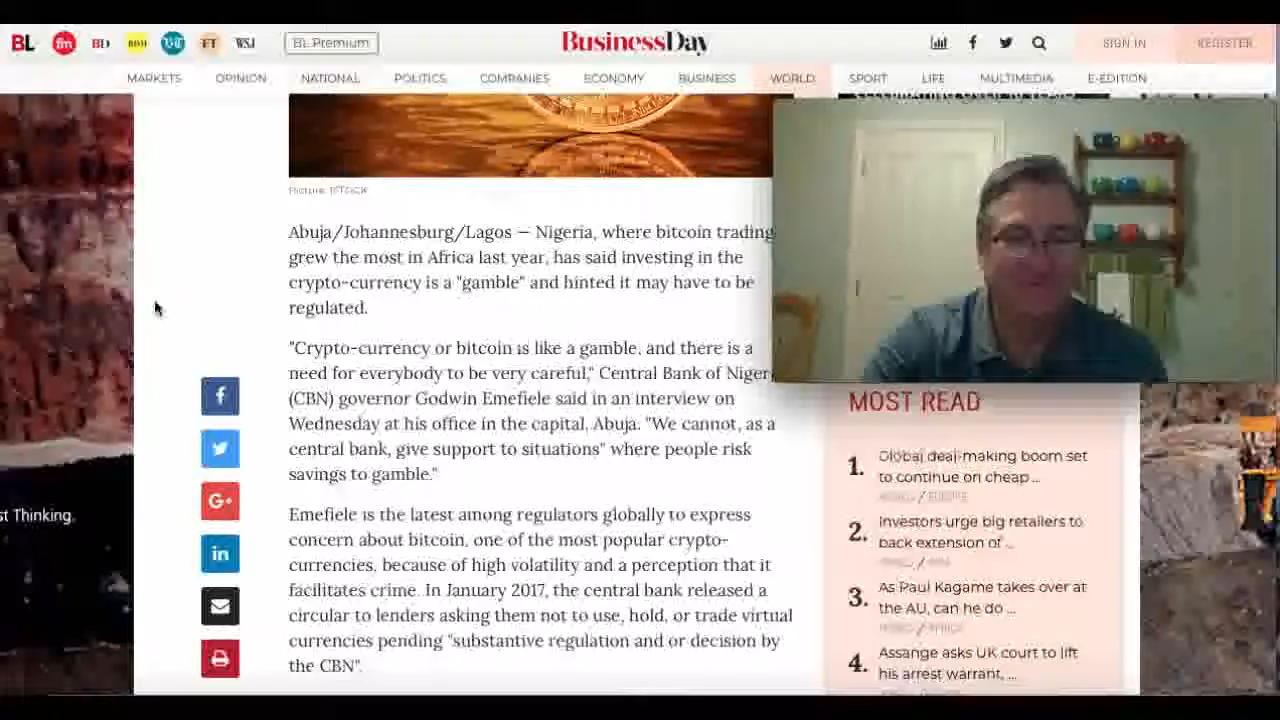 BL fm BD BT FT WSJ BL Premium BusinessDay SIGN IN REGISTER
MARKETS OPINION NATIONAL POLITICS COMPANIES ECONOMY BUSINESS WORLD SPORT LIFE MULTIMEDIA E-EDITION
Abuja/Johannesburg/Lagos — Nigeria, where bitcoin trading
grew the most in Africa last year, has said investing in the
crypto-currency is a "gamble" and hinted it may have to be
regulated.
"Crypto-currency or bitcoin is like a gamble, and there is a
need for everybody to be very careful," Central Bank of Niger
(CBN) governor Godwin Emefiele said in an interview on
Wednesday at his office in the capital, Abuja. "We cannot, as a
central bank, give support to situations" where people risk
savings to gamble."
Emefiele is the latest among regulators globally to express
concern about bitcoin, one of the most popular crypto-
currencies, because of high volatility and a perception that it
facilitates crime. In January 2017, the central bank released a
circular to lenders asking them not to use, hold, or trade virtual
currencies pending "substantive regulation and or decision by
the CBN".
st Thinking.
MOST READ
1. Global deal-making boom set
to continue on cheap ...
WORLD / EUROPE
2. Investors urge big retailers to
back extension of ...
WORLD / ASIA
3. As Paul Kagame takes over at
the AU, can he do ...
WORLD / AFRICA
4. Assange asks UK court to lift
his arrest warrant, ...